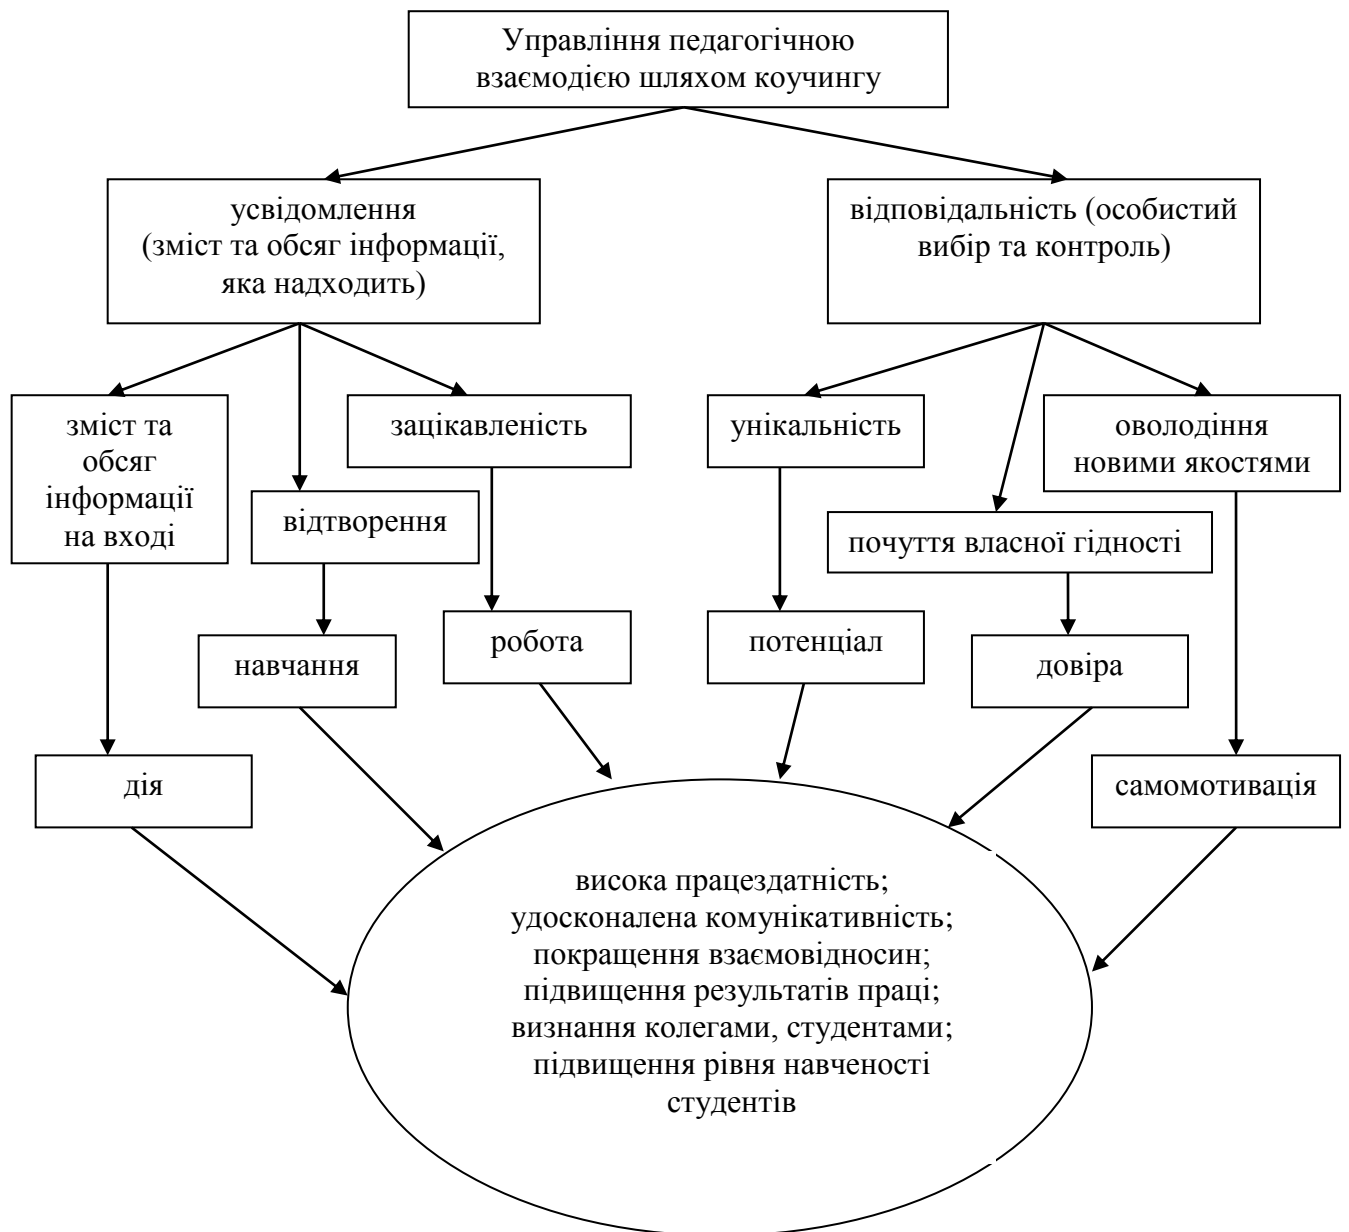 Управління педагогічною
взаємодією шляхом коучингу
усвідомлення
(зміст та обсяг інформації,
яка надходить)
відповідальність (особистий
вибір та контроль)
зміст та
обсяг
інформації
на вході
відтворення
зацікавленість
унікальність
почуття власної гідності
оволодіння
новими якостями
навчання
робота
потенціал
довіра
дія
самомотивація
висока працездатність;
удосконалена комунікативність;
покращення взаємовідносин;
підвищення результатів праці;
визнання колегами, студентами;
підвищення рівня навченості
студентів